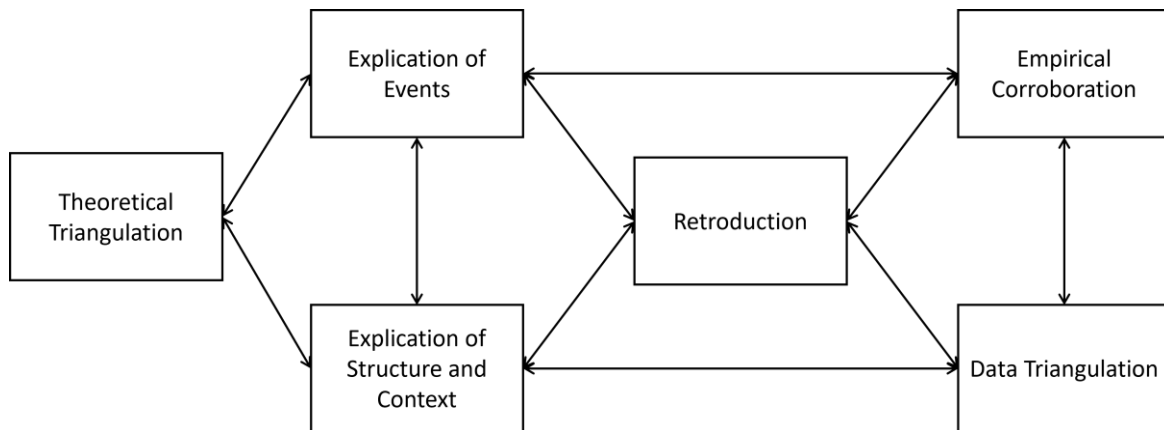 Theoretical
Triangulation
Explication of
Events
Explication of
Structure and
Context
Retroduction
Empirical
Corroboration
Data Triangulation